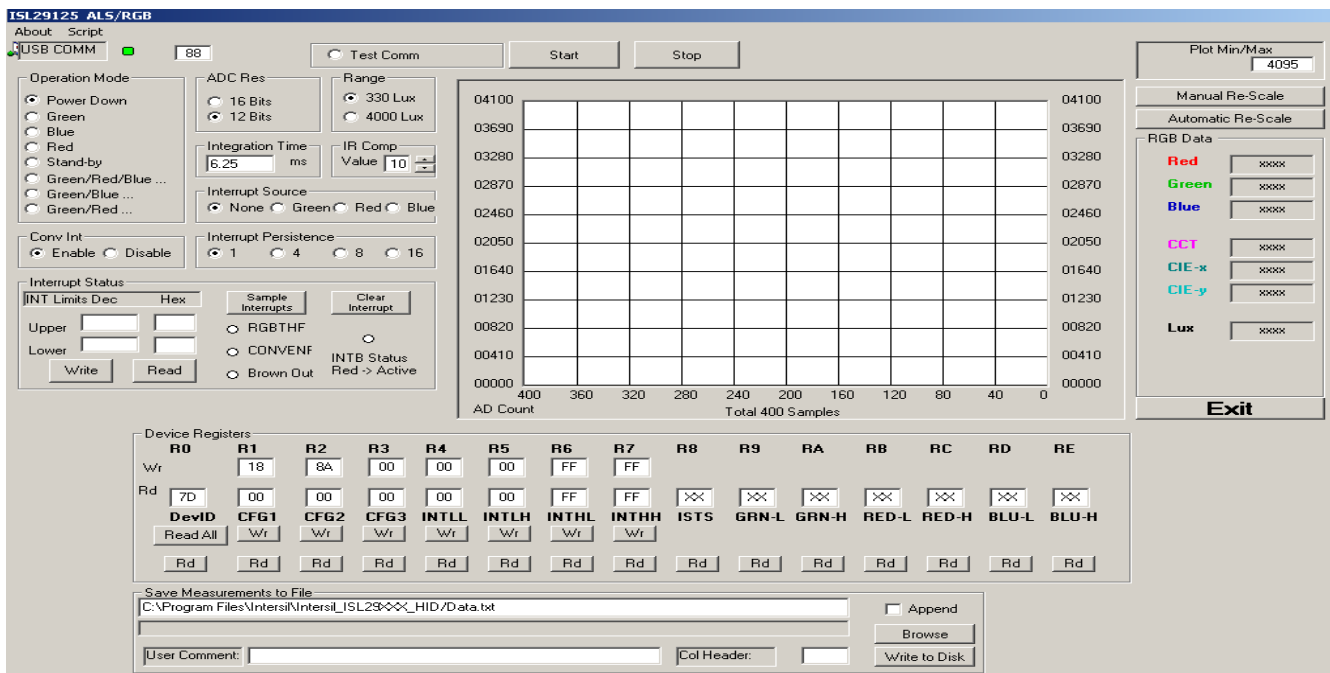 ISL29125 ALS/RGB
About Script
USB COMM 88 Test Comm Start Stop
Plot Min/Max
4095
Manual Re-Scale
Automatic Re-Scale
Operation Mode
Power Down
Green
Blue
Red
Stand-by
Green/Red/Blue ...
Green/Blue ...
Green/Red ...
ADC Res
16 Bits
12 Bits
Range
330 Lux
4000 Lux
Integration Time
6.25 ms
IR Comp
Value 10
Interrupt Source
None Green Red Blue
Conv Int
Enable Disable
Interrupt Persistence
1 4 8 16
Interrupt Status
INT Limits Dec Hex
Upper
Lower
Write Read
Sample Interrupts
Clear Interrupt
RGBTHF
CONVENF
Brown Out
INTB Status
Red -> Active
04100 04100
03690 03690
03280 03280
02870 02870
02460 02460
02050 02050
01640 01640
01230 01230
00820 00820
00410 00410
00000 00000
400 360 320 280 240 200 160 120 80 40 0
AD Count Total 400 Samples
RGB Data
Red xxxx
Green xxxx
Blue xxxx
CCT xxxx
CIE-x xxxx
CIE-y xxxx
Lux xxxx
Exit
Device Registers
R0 R1 R2 R3 R4 R5 R6 R7 R8 R9 RA RB RC RD RE
Wr 18 8A 00 00 00 FF FF
Rd 7D 00 00 00 00 00 FF FF XX XX XX XX XX XX XX
DevID CFG1 CFG2 CFG3 INTLL INTLH INTHL INTHH ISTS GRN-L GRN-H RED-L RED-H BLU-L BLU-H
Read All Wr Wr Wr Wr Wr Wr Wr
Rd Rd Rd Rd Rd Rd Rd Rd Rd Rd Rd Rd Rd Rd Rd
Save Measurements to File
C:\Program Files\Intersil\Intersil_ISL29XXX_HID/Data.txt
Append
Browse
User Comment: Col Header: Write to Disk